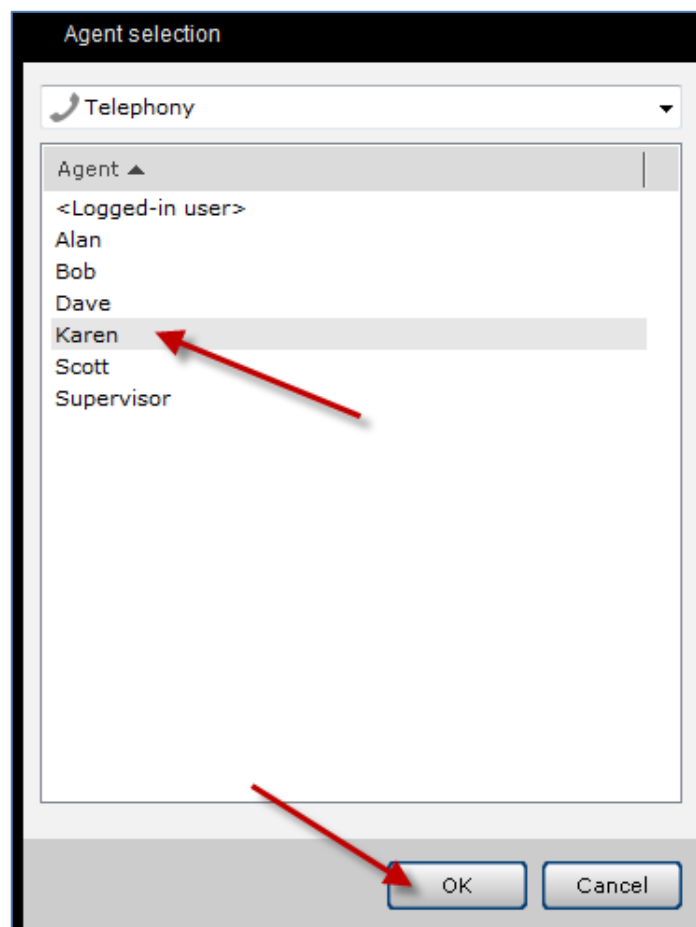 Agent selection
Telephony
Agent
<Logged-in user>
Alan
Bob
Dave
Karen
Scott
Supervisor
OK Cancel